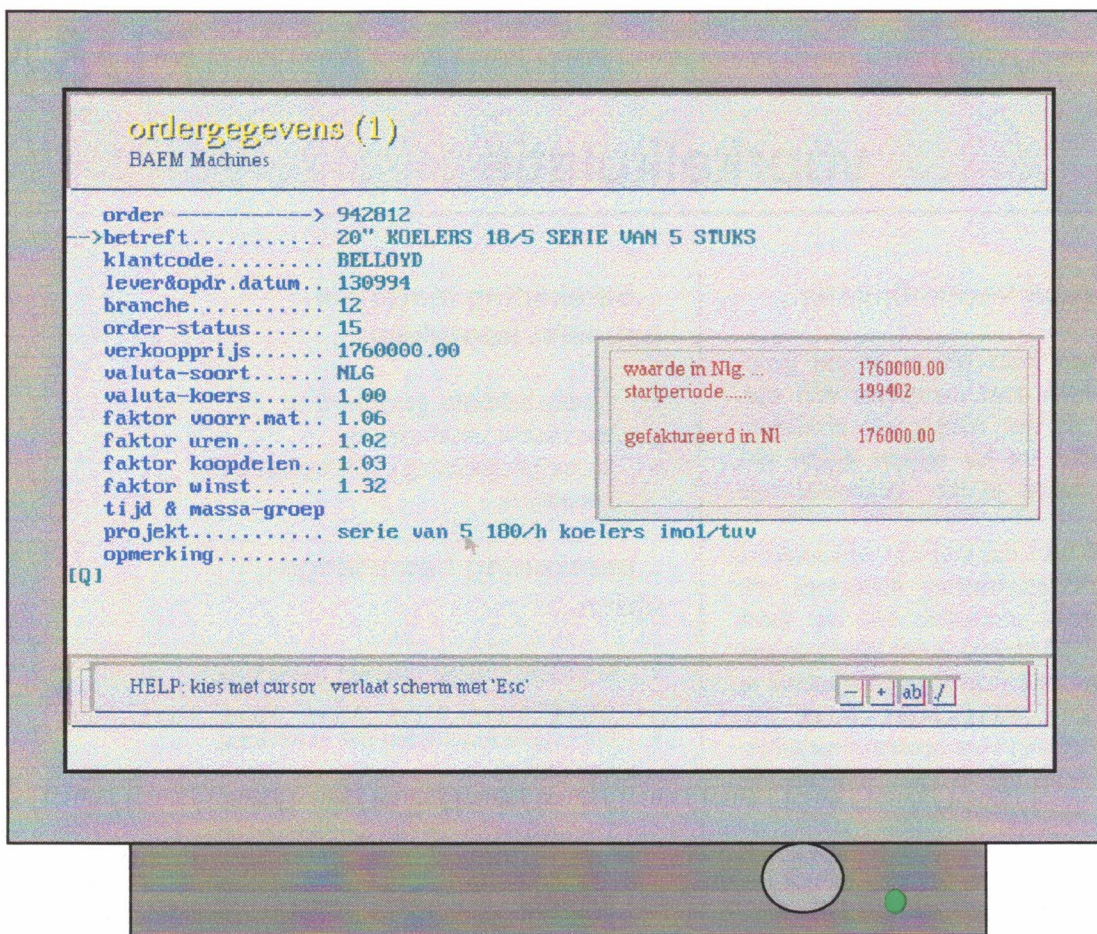 ordergegevens (1)
BAEM Machines
order -----------> 942812
-->betreft........... 20" KOELERS 18/5 SERIE VAN 5 STUKS
klantcode......... BELLOYD
lever&opdr.datum.. 130994
branche........... 12
order-status...... 15
verkoopprijs...... 1760000.00
valuta-soort...... NLG
valuta-koers...... 1.00
faktor voorr.mat.. 1.06
faktor uren....... 1.02
faktor koopdelen.. 1.03
faktor winst...... 1.32
tijd & massa-groep
projekt........... serie van 5 180/h koelers imo1/tuv
opmerking.........
[Q]
waarde in Nlg. ... 1760000.00
startperiode...... 199402
gefaktureerd in Nl 176000.00
HELP: kies met cursor verlaat scherm met 'Esc'
- + ab ./